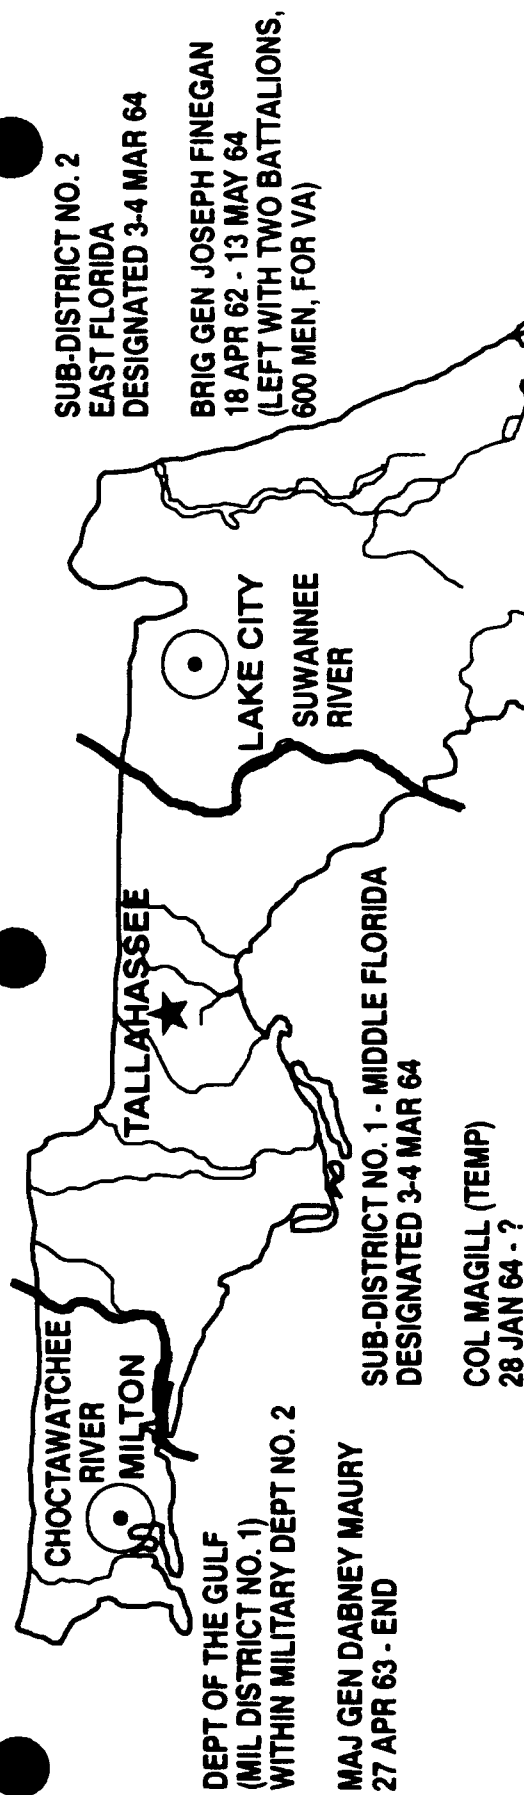 SUB-DISTRICT NO. 2
EAST FLORIDA
DESIGNATED 3-4 MAR 64
BRIG GEN JOSEPH FINEGAN
18 APR 62 - 13 MAY 64
(LEFT WITH TWO BATTALIONS,
600 MEN, FOR VA)
LAKE CITY
SUWANNEE
RIVER
TALLAHASSEE
SUB-DISTRICT NO. 1 - MIDDLE FLORIDA
DESIGNATED 3-4 MAR 64
COL MAGILL (TEMP)
28 JAN 64 - ?
CHOCTAWATCHEE
RIVER
MILTON
DEPT OF THE GULF
(MIL DISTRICT NO. 1)
WITHIN MILITARY DEPT NO. 2
MAJ GEN DABNEY MAURY
27 APR 63 - END